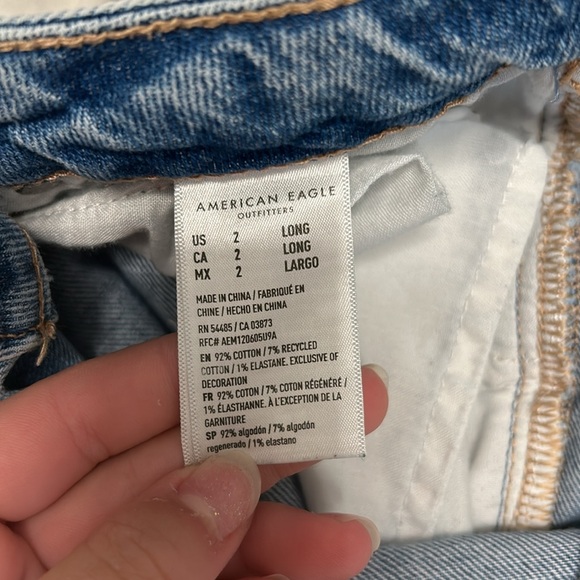 AMERICAN EAGLE
OUTFITTERS
US 2 LONG
CA 2 LONG
MX 2 LARGO
MADE IN CHINA / FABRIQUÉ EN
CHINE / HECHO EN CHINA
RN 54485 / CA 03873
RFC# AEM120605U9A
EN 92% COTTON / 7% RECYCLED
COTTON / 1% ELASTANE. EXCLUSIVE OF
DECORATION
FR 92% COTON / 7% COTON RÉGÉNÉRÉ /
1% ÉLASTHANNE. À L'EXCEPTION DE LA
GARNITURE
SP 92% algodón / 7% algodón
regenerado / 1% elastano